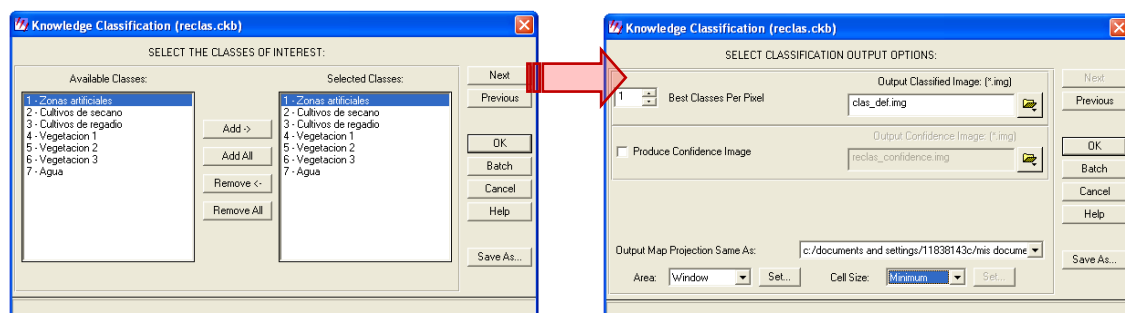 Knowledge Classification (reclas.ckb)
SELECT THE CLASSES OF INTEREST:
Available Classes:
1 - Zonas artificiales
2 - Cultivos de secano
3 - Cultivos de regadio
4 - Vegetacion 1
5 - Vegetacion 2
6 - Vegetacion 3
7 - Agua
Add ->
Add All
Remove <-
Remove All
Selected Classes:
1 - Zonas artificiales
2 - Cultivos de secano
3 - Cultivos de regadio
4 - Vegetacion 1
5 - Vegetacion 2
6 - Vegetacion 3
7 - Agua
Next
Previous
OK
Batch
Cancel
Help
Save As...
Knowledge Classification (reclas.ckb)
SELECT CLASSIFICATION OUTPUT OPTIONS:
Output Classified Image: (*.img)
1 Best Classes Per Pixel
clas_def.img
Output Confidence Image: (*.img)
Produce Confidence Image
reclas_confidence.img
Output Map Projection Same As: c:/documents and settings/11838143c/mis docume
Area: Window Set... Cell Size: Minimum Set...
Next
Previous
OK
Batch
Cancel
Help
Save As...